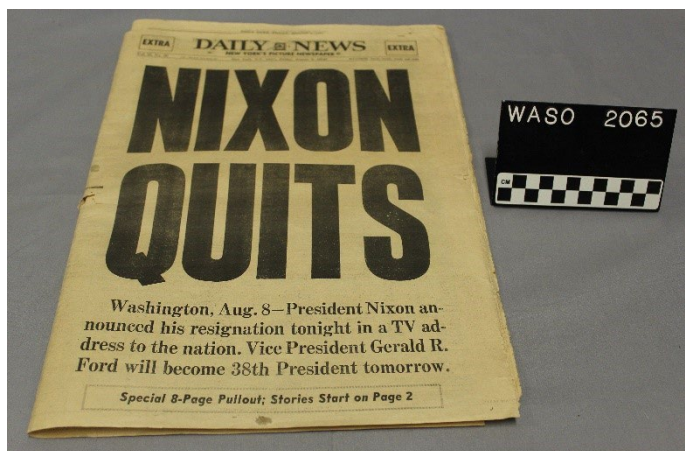 EXTRA DAILY NEWS EXTRA
NEW YORK'S PICTURE NEWSPAPER
NIXON
QUITS
Washington, Aug. 8—President Nixon an-
nounced his resignation tonight in a TV ad-
dress to the nation. Vice President Gerald R.
Ford will become 38th President tomorrow.
Special 8-Page Pullout; Stories Start on Page 2
WASO 2065
CM